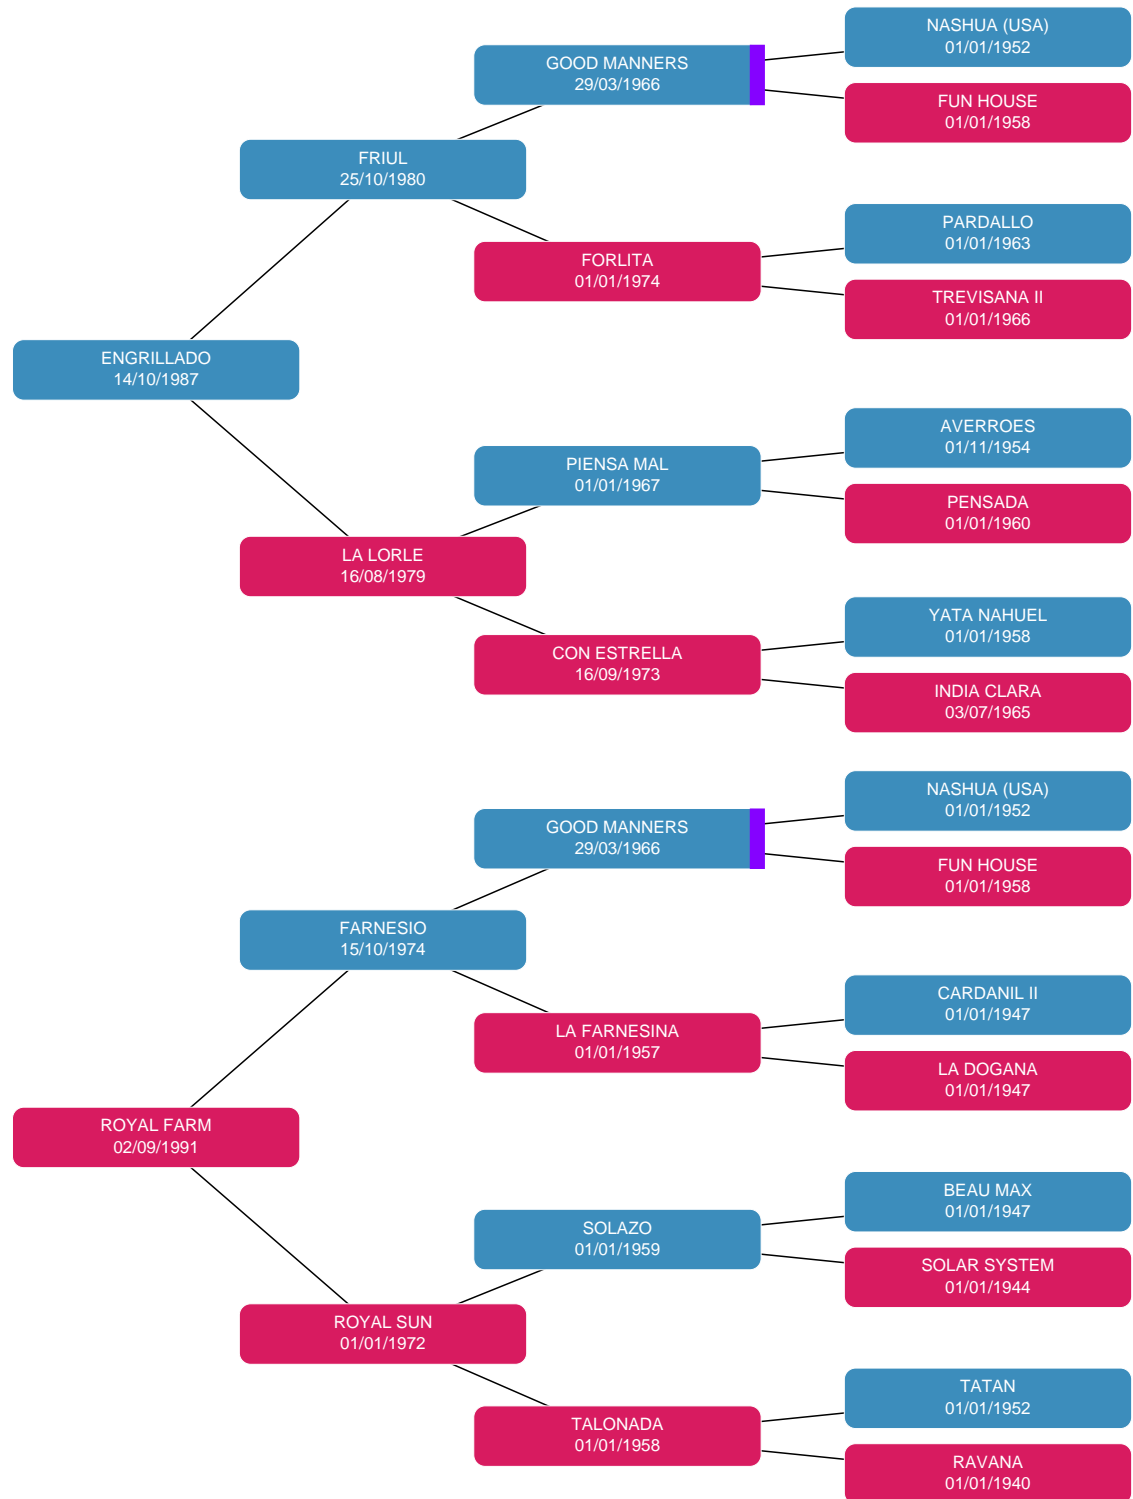 NASHUA (USA)
01/01/1952
GOOD MANNERS
29/03/1966
FUN HOUSE
01/01/1958
FRIUL
25/10/1980
PARDALLO
01/01/1963
FORLITA
01/01/1974
TREVISANA II
01/01/1966
ENGRILLADO
14/10/1987
AVERROES
01/11/1954
PIENSA MAL
01/01/1967
PENSADA
01/01/1960
LA LORLE
16/08/1979
YATA NAHUEL
01/01/1958
CON ESTRELLA
16/09/1973
INDIA CLARA
03/07/1965
NASHUA (USA)
01/01/1952
GOOD MANNERS
29/03/1966
FUN HOUSE
01/01/1958
FARNESIO
15/10/1974
CARDANIL II
01/01/1947
LA FARNESINA
01/01/1957
LA DOGANA
01/01/1947
ROYAL FARM
02/09/1991
BEAU MAX
01/01/1947
SOLAZO
01/01/1959
SOLAR SYSTEM
01/01/1944
ROYAL SUN
01/01/1972
TATAN
01/01/1952
TALONADA
01/01/1958
RAVANA
01/01/1940